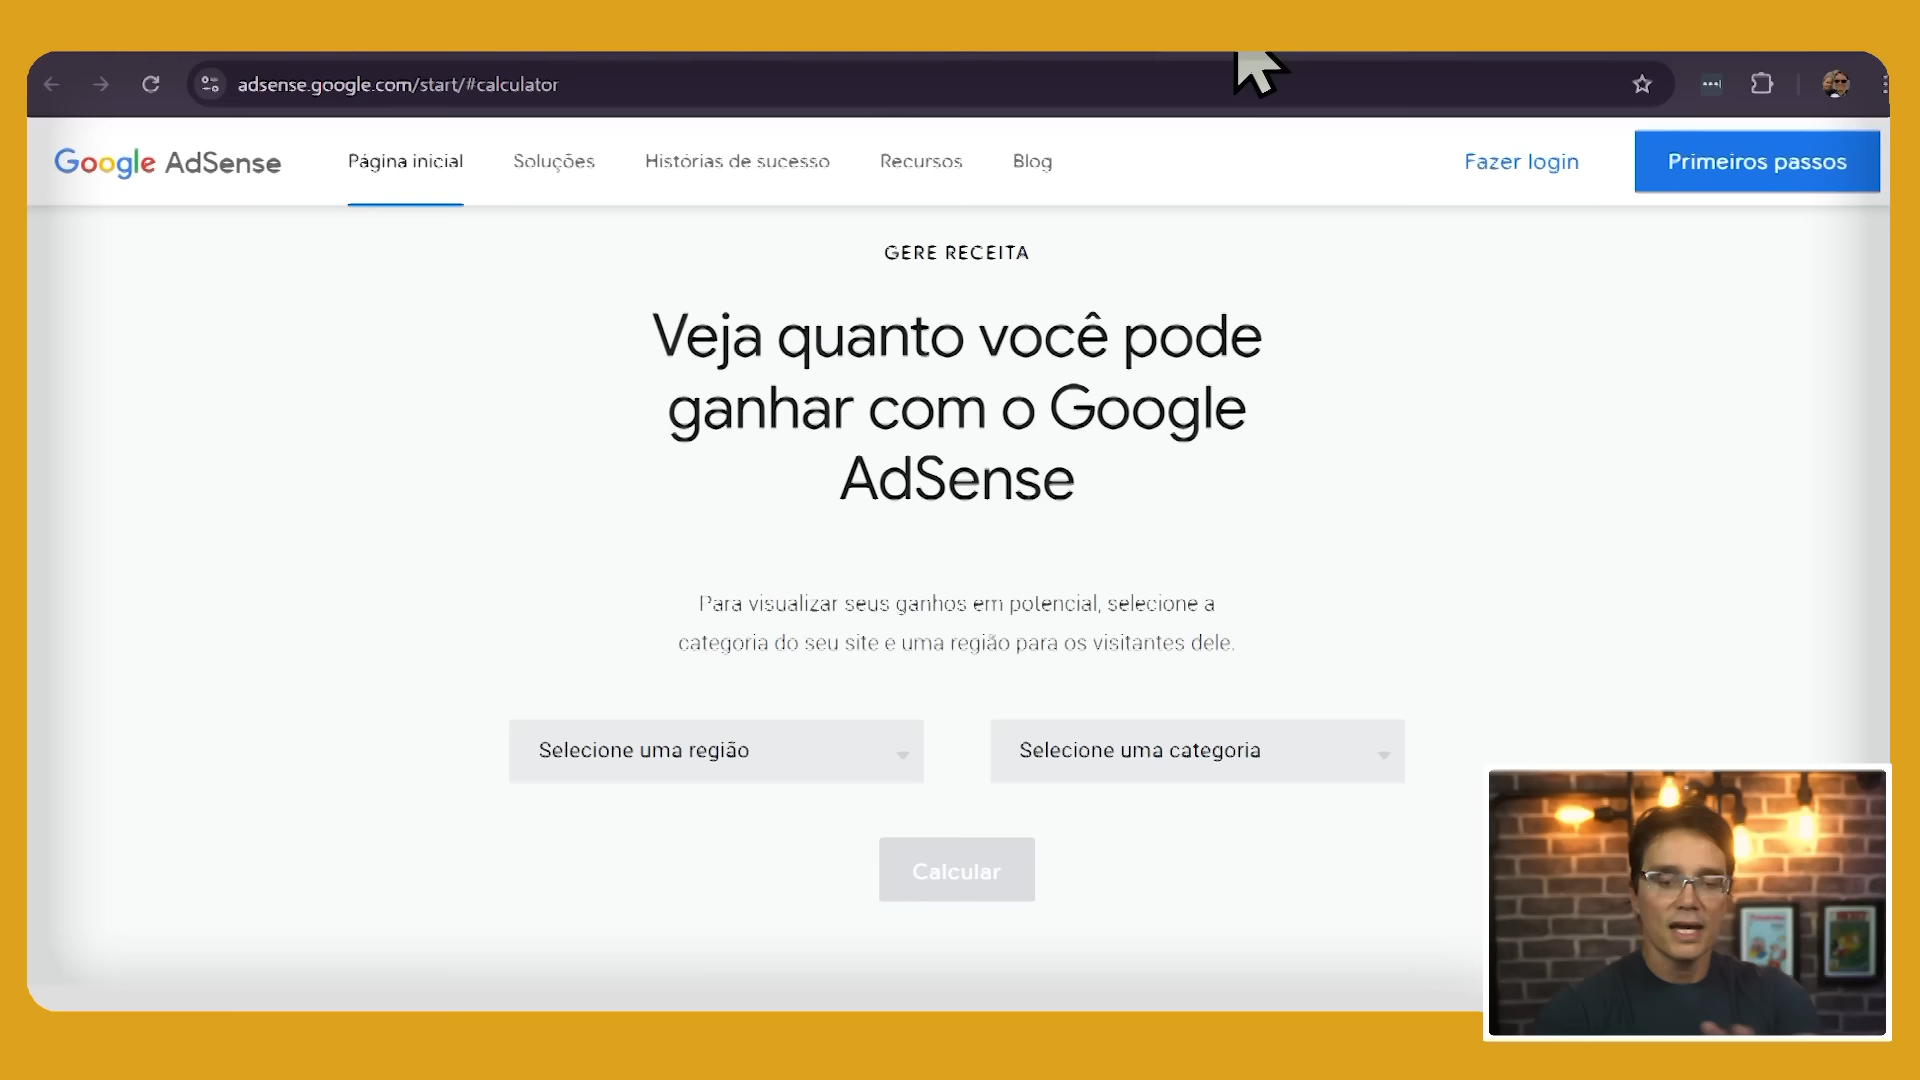 adsense.google.com/start/#calculator
Google AdSense
Página inicial
Soluções
Histórias de sucesso
Recursos
Blog
Fazer login
Primeiros passos
GERE RECEITA
Veja quanto você pode
ganhar com o Google
AdSense
Para visualizar seus ganhos em potencial, selecione a
categoria do seu site e uma região para os visitantes dele.
Selecione uma região
Selecione uma categoria
Calcular